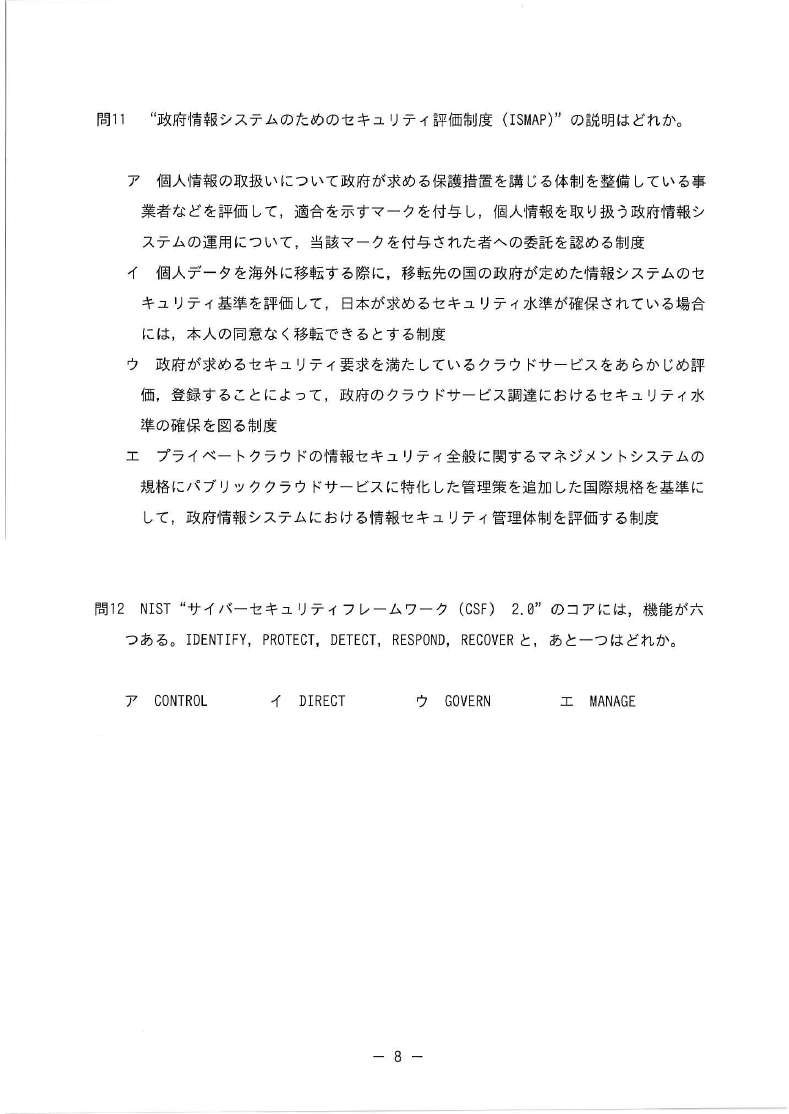 問11 “政府情報システムのためのセキュリティ評価制度（ISMAP）”の説明はどれか。
ア 個人情報の取扱いについて政府が求める保護措置を講じる体制を整備している事
業者などを評価して，適合を示すマークを付与し，個人情報を取り扱う政府情報シ
ステムの運用について，当該マークを付与された者への委託を認める制度
イ 個人データを海外に移転する際に，移転先の国の政府が定めた情報システムのセ
キュリティ基準を評価して，日本が求めるセキュリティ水準が確保されている場合
には，本人の同意なく移転できるとする制度
ウ 政府が求めるセキュリティ要求を満たしているクラウドサービスをあらかじめ評
価，登録することによって，政府のクラウドサービス調達におけるセキュリティ水
準の確保を図る制度
エ プライベートクラウドの情報セキュリティ全般に関するマネジメントシステムの
規格にパブリッククラウドサービスに特化した管理策を追加した国際規格を基準に
して，政府情報システムにおける情報セキュリティ管理体制を評価する制度
問12 NIST“サイバーセキュリティフレームワーク（CSF） 2.0”のコアには，機能が六
つある。IDENTIFY，PROTECT，DETECT，RESPOND，RECOVERと，あと一つはどれか。
ア CONTROL イ DIRECT ウ GOVERN エ MANAGE
－ 8 －